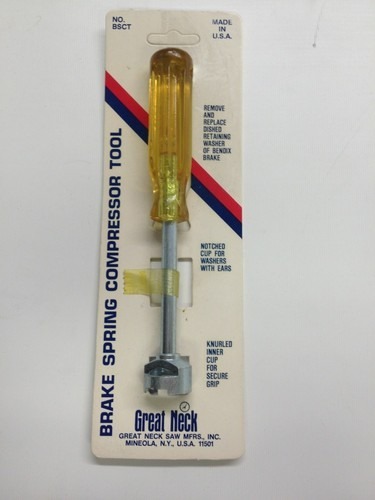 NO.
BSCT
MADE
IN
U.S.A.
REMOVE
AND
REPLACE
DISHED
RETAINING
WASHER
OF BENDIX
BRAKE
BRAKE SPRING COMPRESSOR TOOL
NOTCHED
CUP FOR
WASHERS
WITH EARS
KNURLED
INNER
CUP
FOR
SECURE
GRIP
Great Neck
GREAT NECK SAW MFRS., INC.
MINEOLA, N.Y., U.S.A. 11501